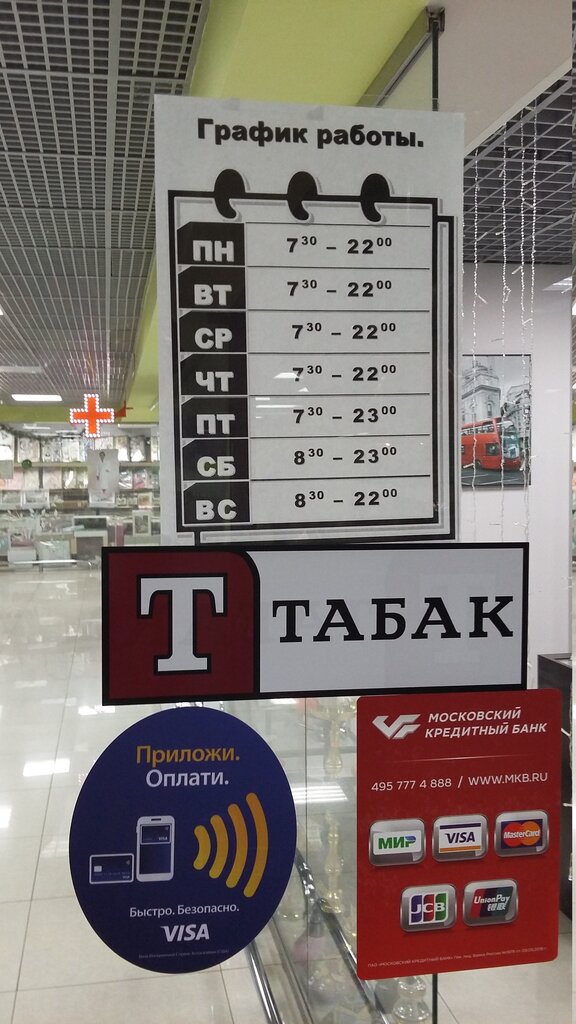 График работы.
ПН 7³⁰ – 22⁰⁰
ВТ 7³⁰ – 22⁰⁰
СР 7³⁰ – 22⁰⁰
ЧТ 7³⁰ – 22⁰⁰
ПТ 7³⁰ – 23⁰⁰
СБ 8³⁰ – 23⁰⁰
ВС 8³⁰ – 22⁰⁰
Т ТАБАК
Приложи.
Оплати.
Быстро. Безопасно.
VISA
МОСКОВСКИЙ
КРЕДИТНЫЙ БАНК
495 777 4 888 / WWW.MKB.RU
МИР VISA MasterCard
JCB UnionPay
银联